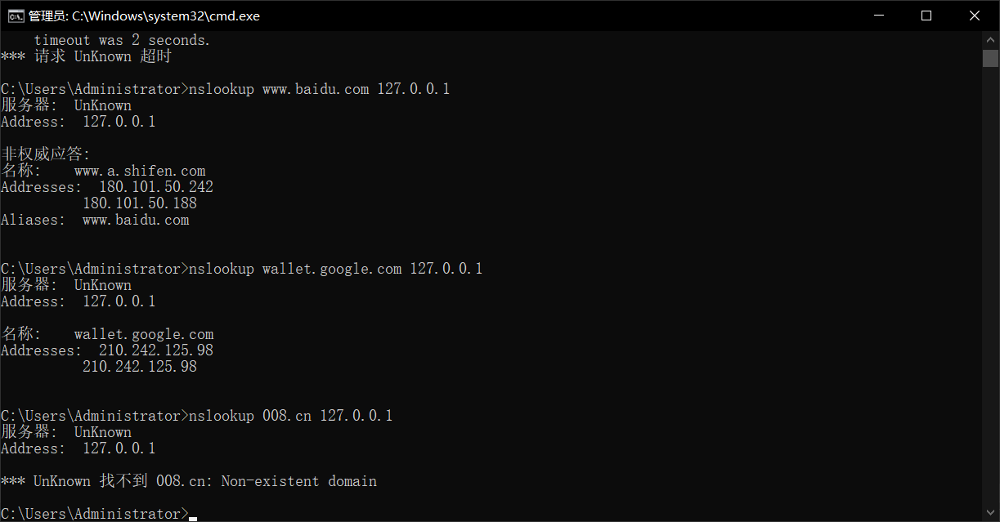 管理员: C:\Windows\system32\cmd.exe
timeout was 2 seconds.
*** 请求 UnKnown 超时
C:\Users\Administrator>nslookup www.baidu.com 127.0.0.1
服务器:  UnKnown
Address:  127.0.0.1
非权威应答:
名称:    www.a.shifen.com
Addresses:  180.101.50.242
180.101.50.188
Aliases:  www.baidu.com
C:\Users\Administrator>nslookup wallet.google.com 127.0.0.1
服务器:  UnKnown
Address:  127.0.0.1
名称:    wallet.google.com
Addresses:  210.242.125.98
210.242.125.98
C:\Users\Administrator>nslookup 008.cn 127.0.0.1
服务器:  UnKnown
Address:  127.0.0.1
*** UnKnown 找不到 008.cn: Non-existent domain
C:\Users\Administrator>